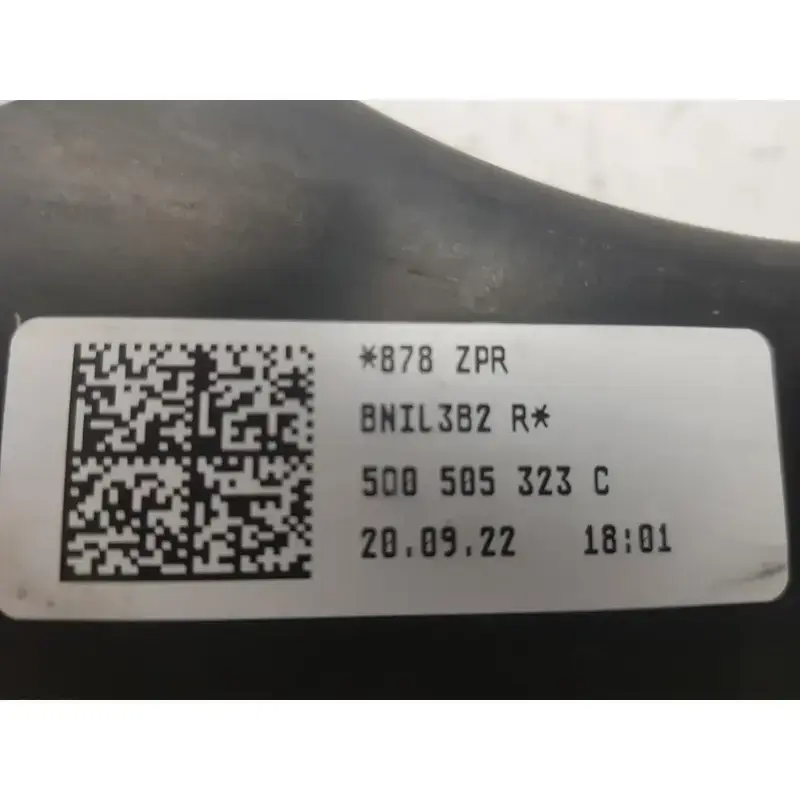 *878 ZPR
BNIL3B2 R*
5Q0 505 323 C
20.09.22 18:01